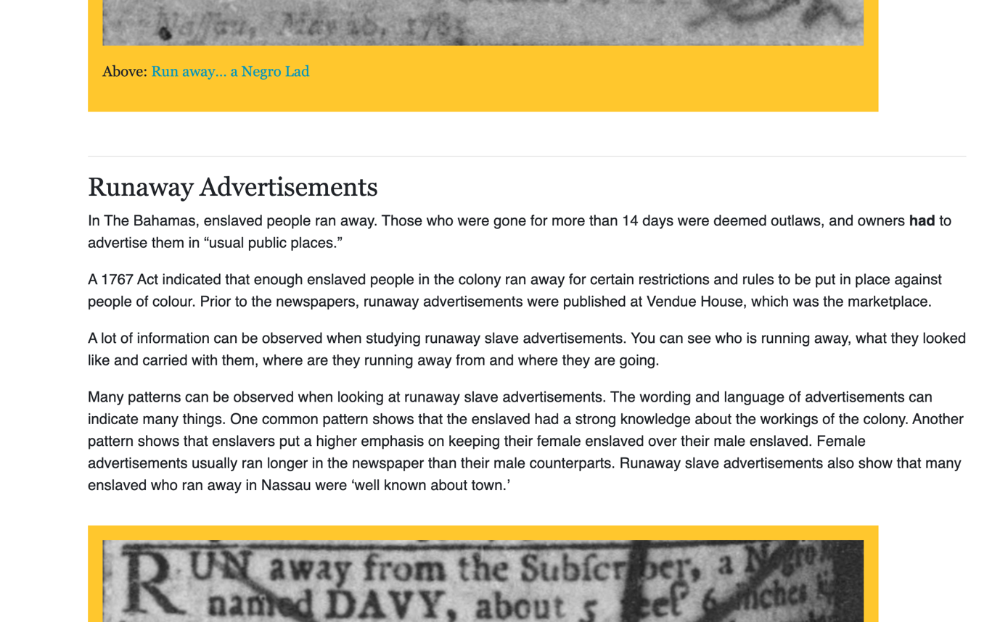 Nassau, May 26, 178
Above: Run away... a Negro Lad
Runaway Advertisements
In The Bahamas, enslaved people ran away. Those who were gone for more than 14 days were deemed outlaws, and owners had to
advertise them in “usual public places.”
A 1767 Act indicated that enough enslaved people in the colony ran away for certain restrictions and rules to be put in place against
people of colour. Prior to the newspapers, runaway advertisements were published at Vendue House, which was the marketplace.
A lot of information can be observed when studying runaway slave advertisements. You can see who is running away, what they looked
like and carried with them, where are they running away from and where they are going.
Many patterns can be observed when looking at runaway slave advertisements. The wording and language of advertisements can
indicate many things. One common pattern shows that the enslaved had a strong knowledge about the workings of the colony. Another
pattern shows that enslavers put a higher emphasis on keeping their female enslaved over their male enslaved. Female
advertisements usually ran longer in the newspaper than their male counterparts. Runaway slave advertisements also show that many
enslaved who ran away in Nassau were ‘well known about town.’
RUN away from the Subſcriber, a Negro
named DAVY, about 5 feet 6 inches